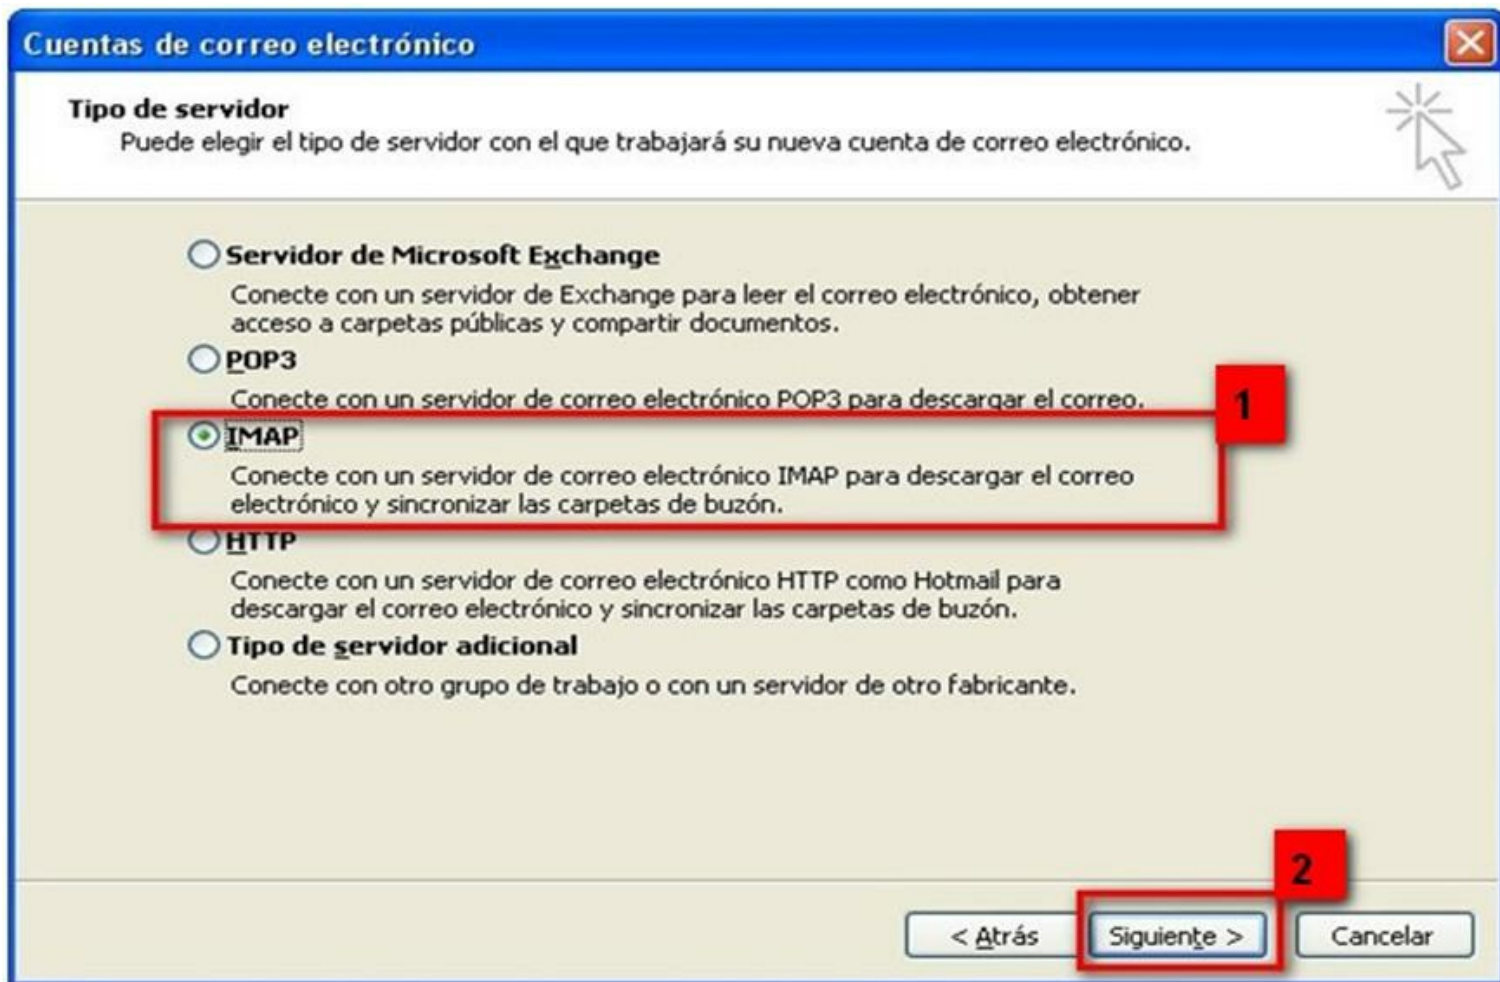 Cuentas de correo electrónico
Tipo de servidor
Puede elegir el tipo de servidor con el que trabajará su nueva cuenta de correo electrónico.
Servidor de Microsoft Exchange
Conecte con un servidor de Exchange para leer el correo electrónico, obtener
acceso a carpetas públicas y compartir documentos.
POP3
Conecte con un servidor de correo electrónico POP3 para descargar el correo.
1
IMAP
Conecte con un servidor de correo electrónico IMAP para descargar el correo
electrónico y sincronizar las carpetas de buzón.
HTTP
Conecte con un servidor de correo electrónico HTTP como Hotmail para
descargar el correo electrónico y sincronizar las carpetas de buzón.
Tipo de servidor adicional
Conecte con otro grupo de trabajo o con un servidor de otro fabricante.
2
< Atrás Siguiente > Cancelar